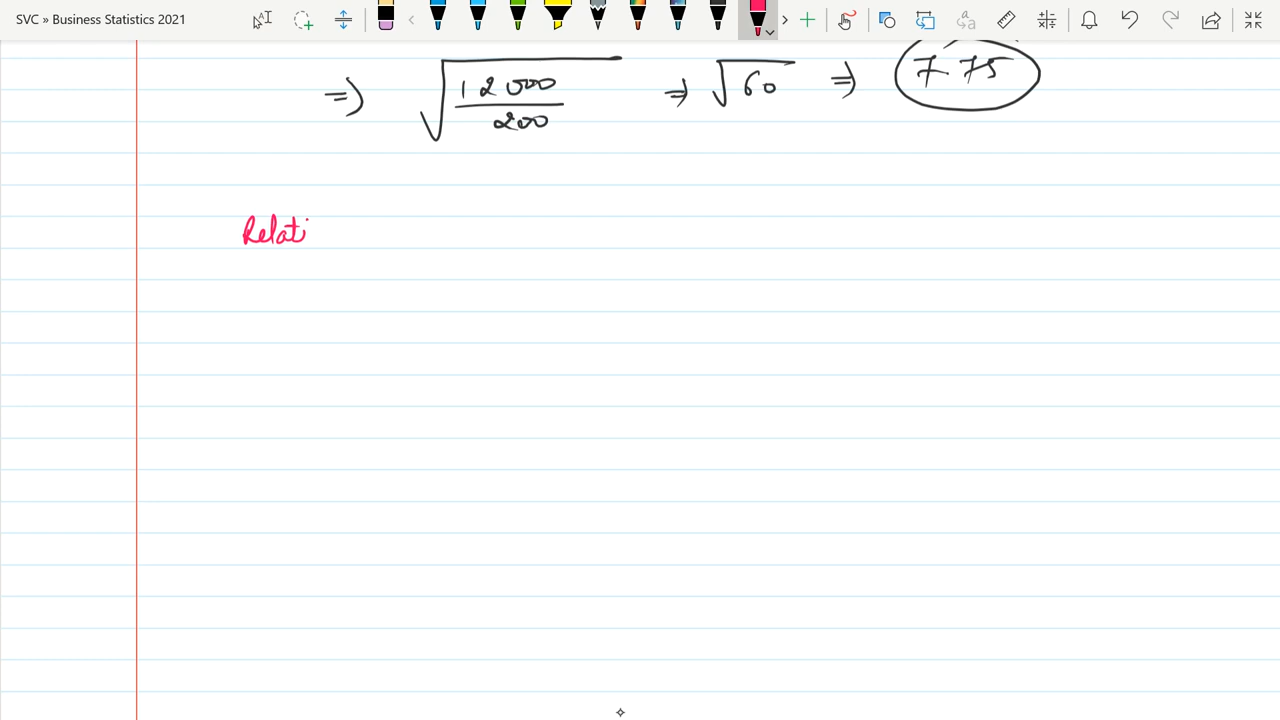 SVC » Business Statistics 2021
⇒ √(12000/200) ⇒ √60 ⇒ 7.75
Relati